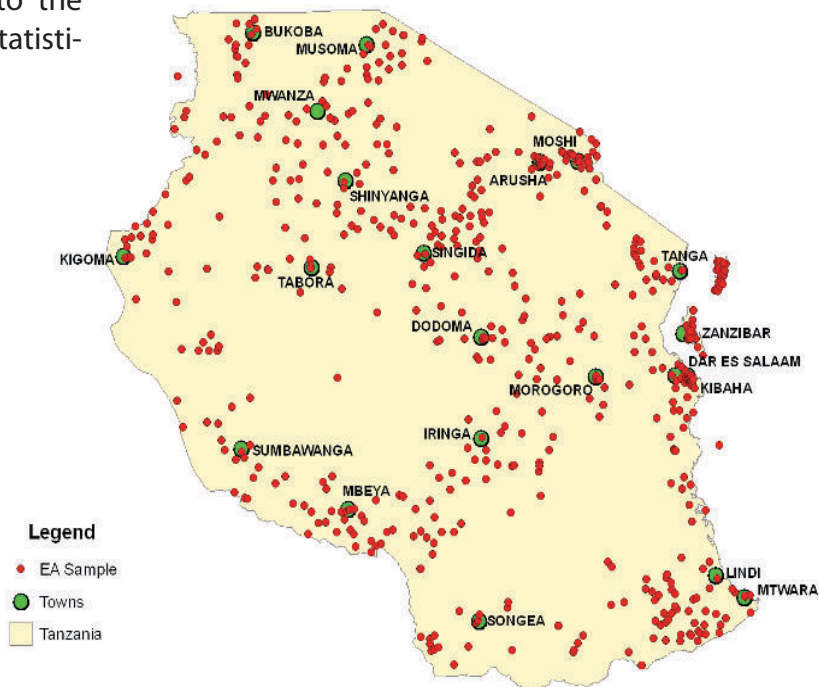 to the
tatisti-
BUKOBA
MUSOMA
MWANZA
MOSHI
ARUSHA
SHINYANGA
KIGOMA
SINGIDA
TANGA
TABORA
DODOMA
ZANZIBAR
DAR ES SALAAM
KIBAHA
MOROGORO
IRINGA
SUMBAWANGA
MBEYA
Legend
EA Sample
Towns
Tanzania
LINDI
MTWARA
SONGEA